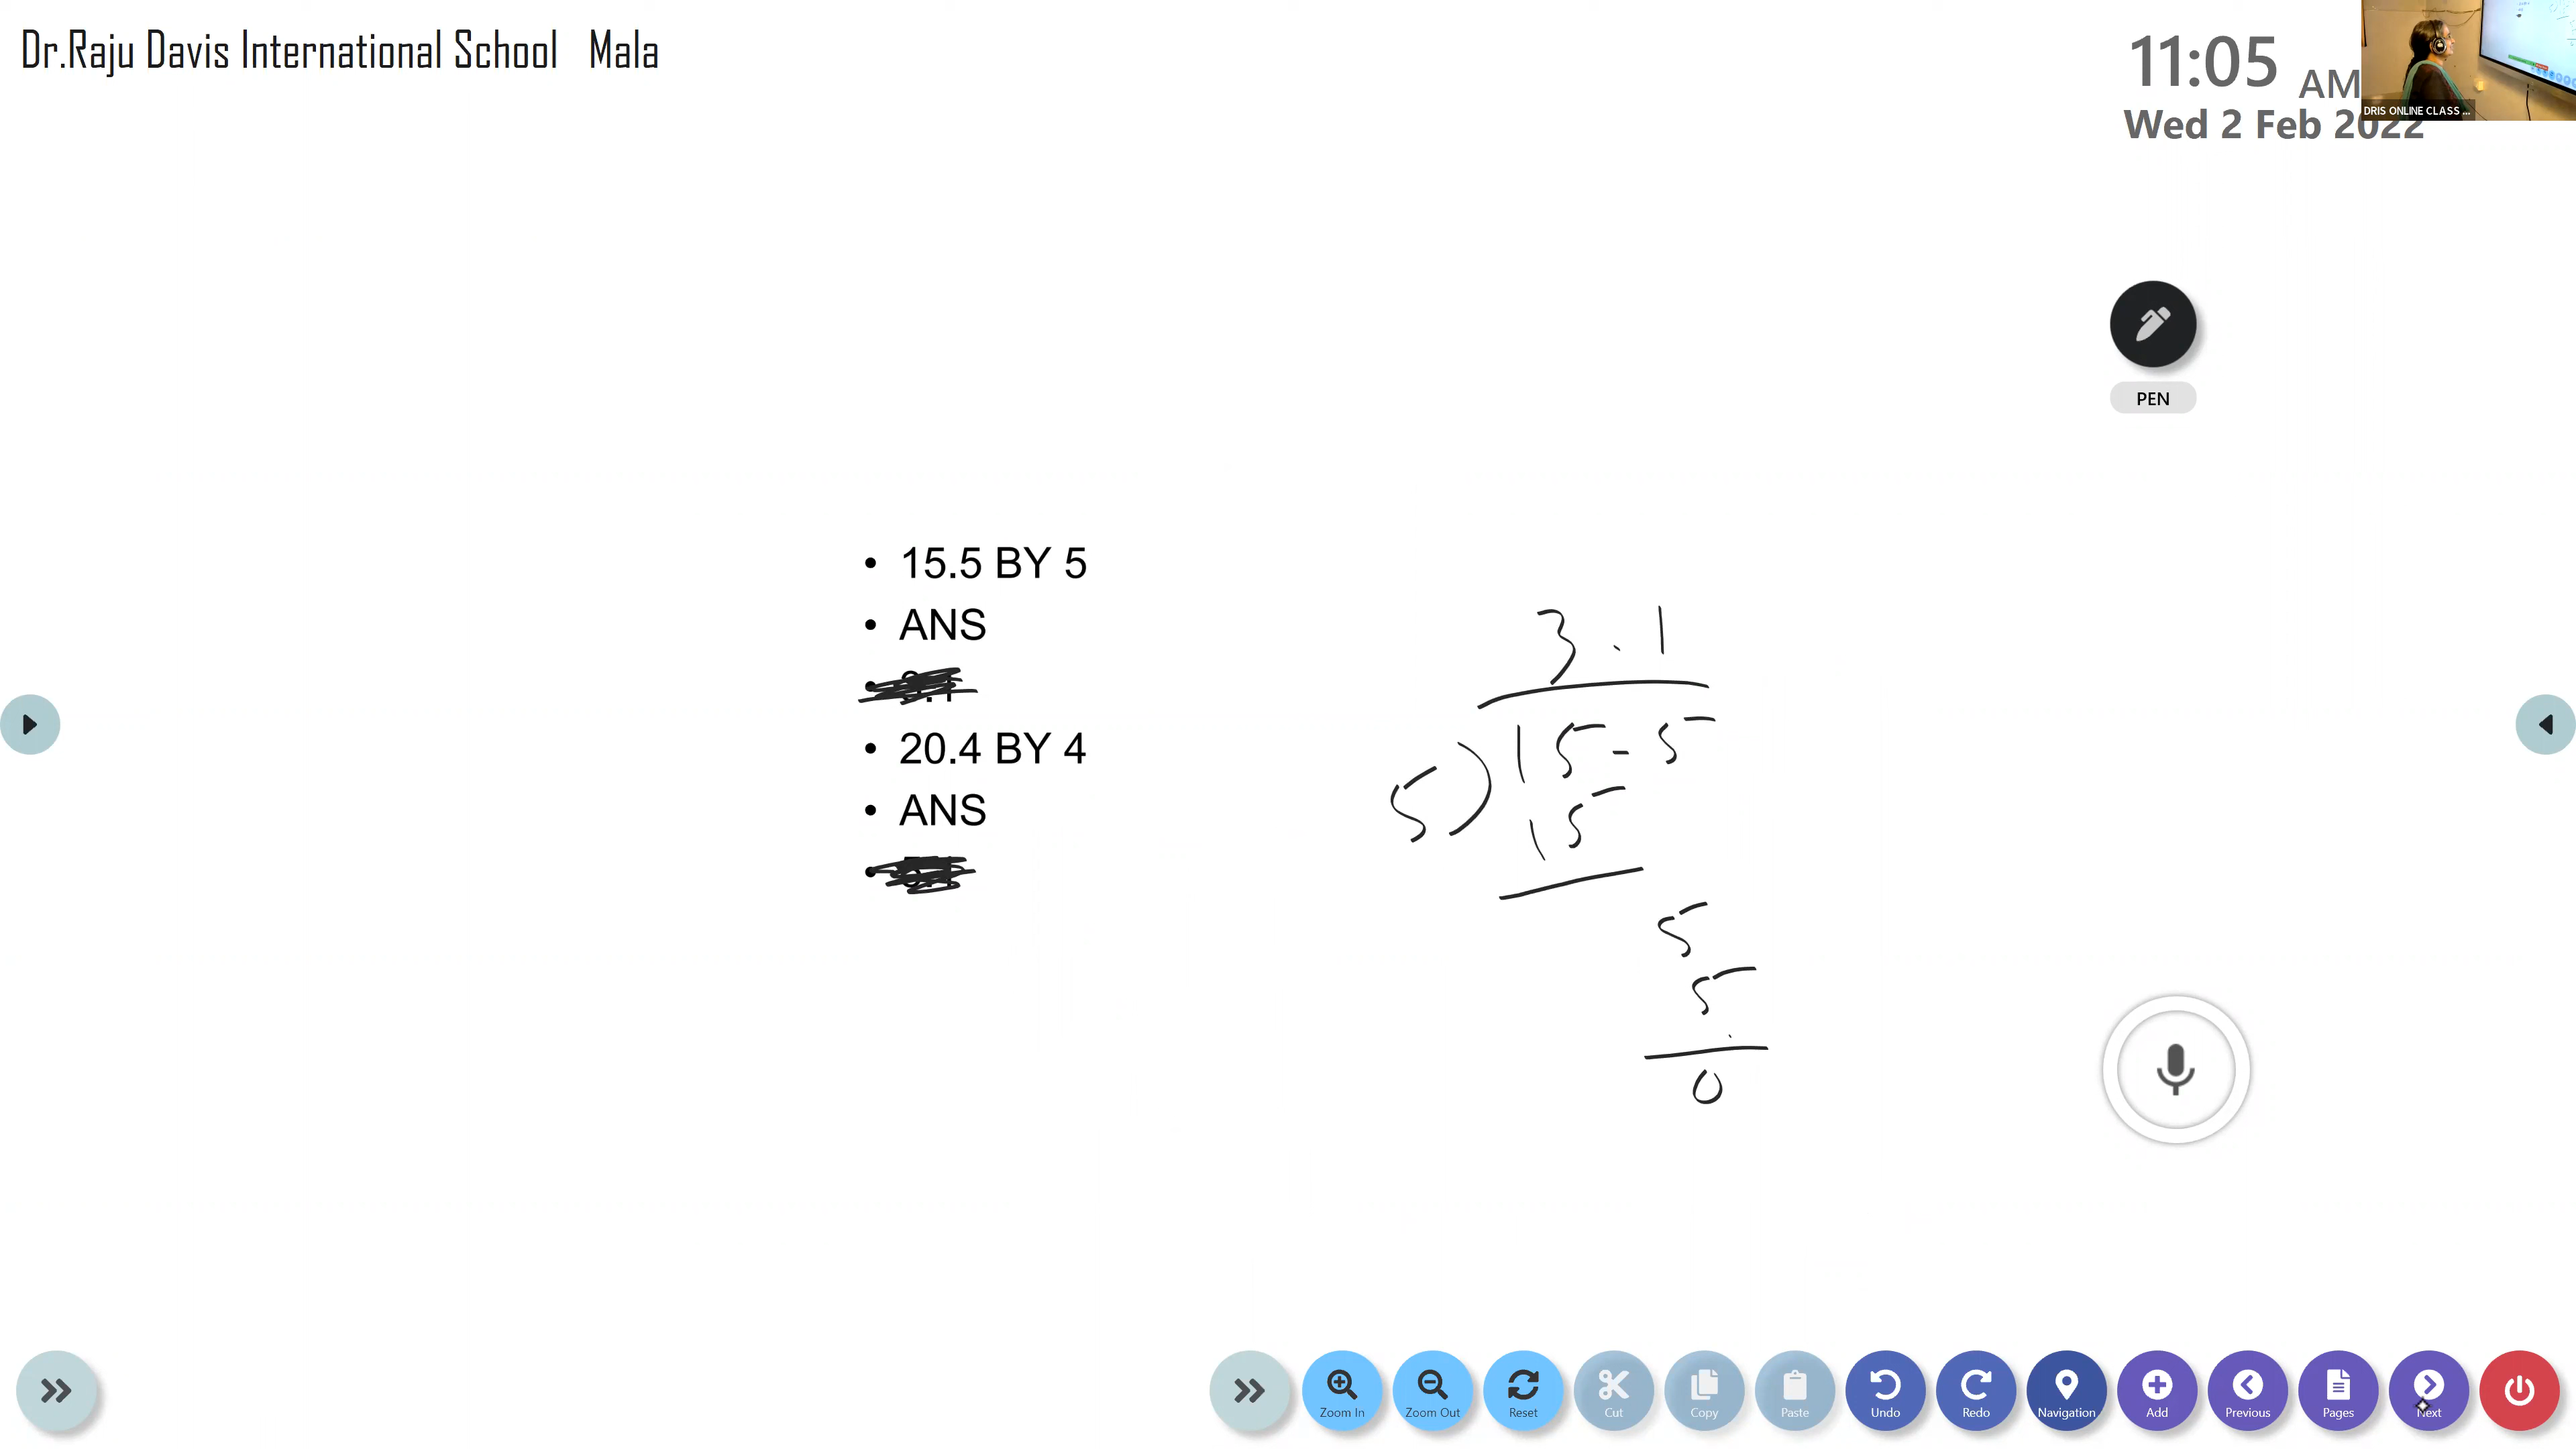 Dr.Raju Davis International School Mala
11:05 AM
Wed 2 Feb 2022
DRIS ONLINE CLASS ...
PEN
• 15.5 BY 5
• ANS
• 20.4 BY 4
• ANS
3.1
5)15-5
15
5
5
0
Zoom In
Zoom Out
Reset
Cut
Copy
Paste
Undo
Redo
Navigation
Add
Previous
Pages
Next